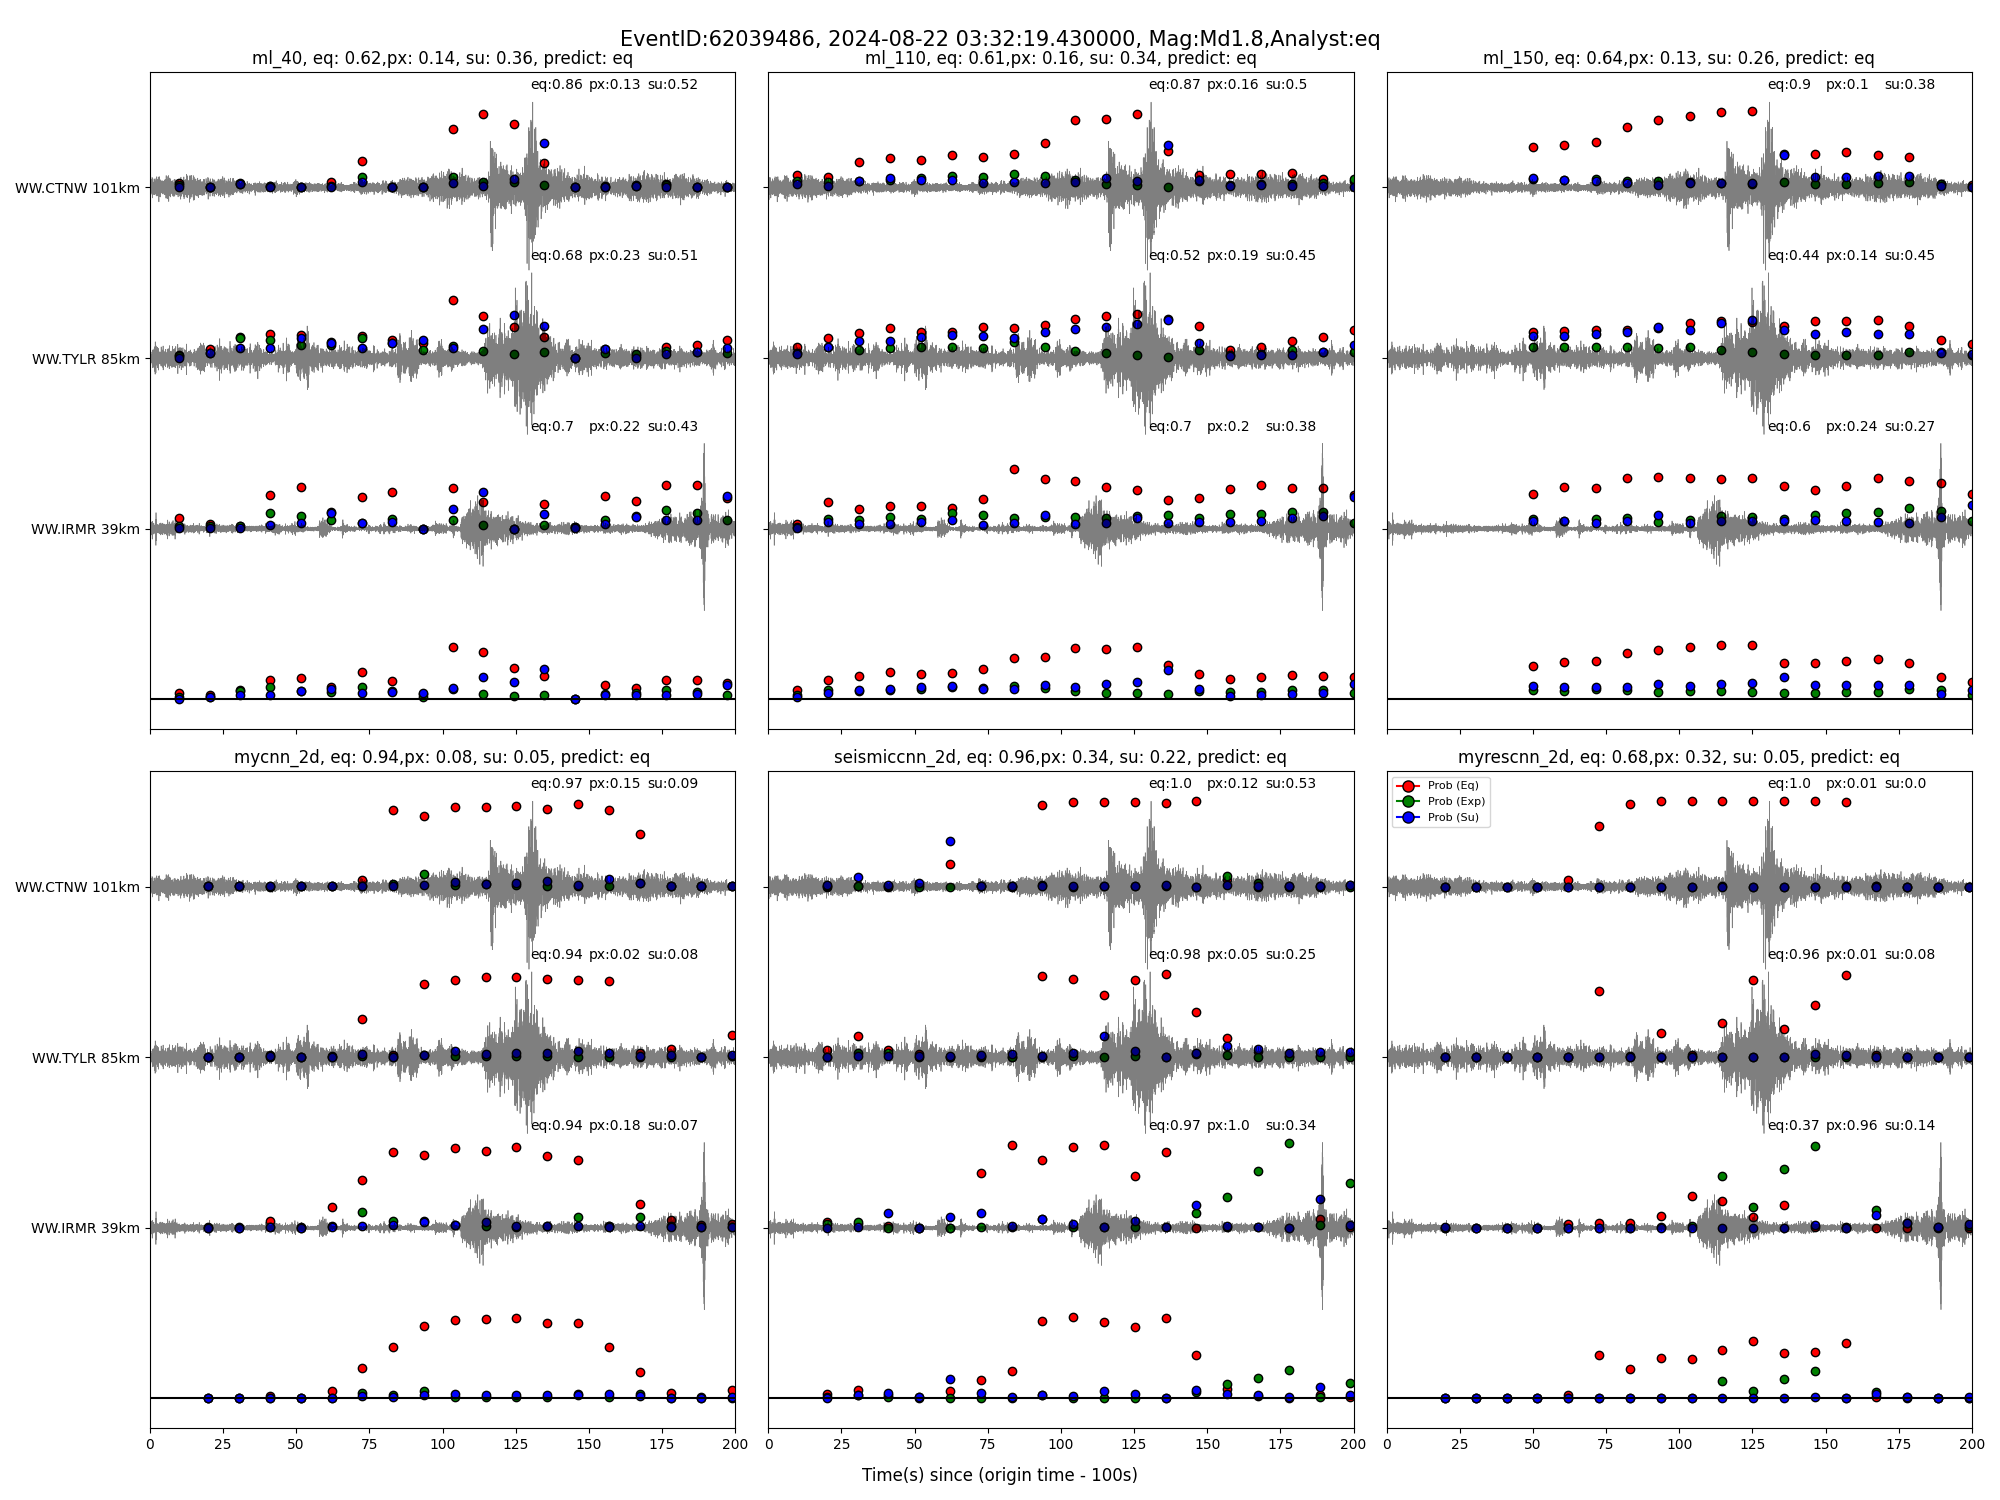 EventID:62039486, 2024-08-22 03:32:19.430000, Mag:Md1.8,Analyst:eq
ml_40, eq: 0.62,px: 0.14, su: 0.36, predict: eq
eq:0.86 px:0.13 su:0.52
WW.CTNW 101km
eq:0.68 px:0.23 su:0.51
WW.TYLR 85km
eq:0.7 px:0.22 su:0.43
WW.IRMR 39km
ml_110, eq: 0.61,px: 0.16, su: 0.34, predict: eq
eq:0.87 px:0.16 su:0.5
eq:0.52 px:0.19 su:0.45
eq:0.7 px:0.2 su:0.38
ml_150, eq: 0.64,px: 0.13, su: 0.26, predict: eq
eq:0.9 px:0.1 su:0.38
eq:0.44 px:0.14 su:0.45
eq:0.6 px:0.24 su:0.27
mycnn_2d, eq: 0.94,px: 0.08, su: 0.05, predict: eq
eq:0.97 px:0.15 su:0.09
WW.CTNW 101km
eq:0.94 px:0.02 su:0.08
WW.TYLR 85km
eq:0.94 px:0.18 su:0.07
WW.IRMR 39km
0 25 50 75 100 125 150 175 200
seismiccnn_2d, eq: 0.96,px: 0.34, su: 0.22, predict: eq
eq:1.0 px:0.12 su:0.53
eq:0.98 px:0.05 su:0.25
eq:0.97 px:1.0 su:0.34
0 25 50 75 100 125 150 175 200
myrescnn_2d, eq: 0.68,px: 0.32, su: 0.05, predict: eq
Prob (Eq)
Prob (Exp)
Prob (Su)
eq:1.0 px:0.01 su:0.0
eq:0.96 px:0.01 su:0.08
eq:0.37 px:0.96 su:0.14
0 25 50 75 100 125 150 175 200
Time(s) since (origin time - 100s)